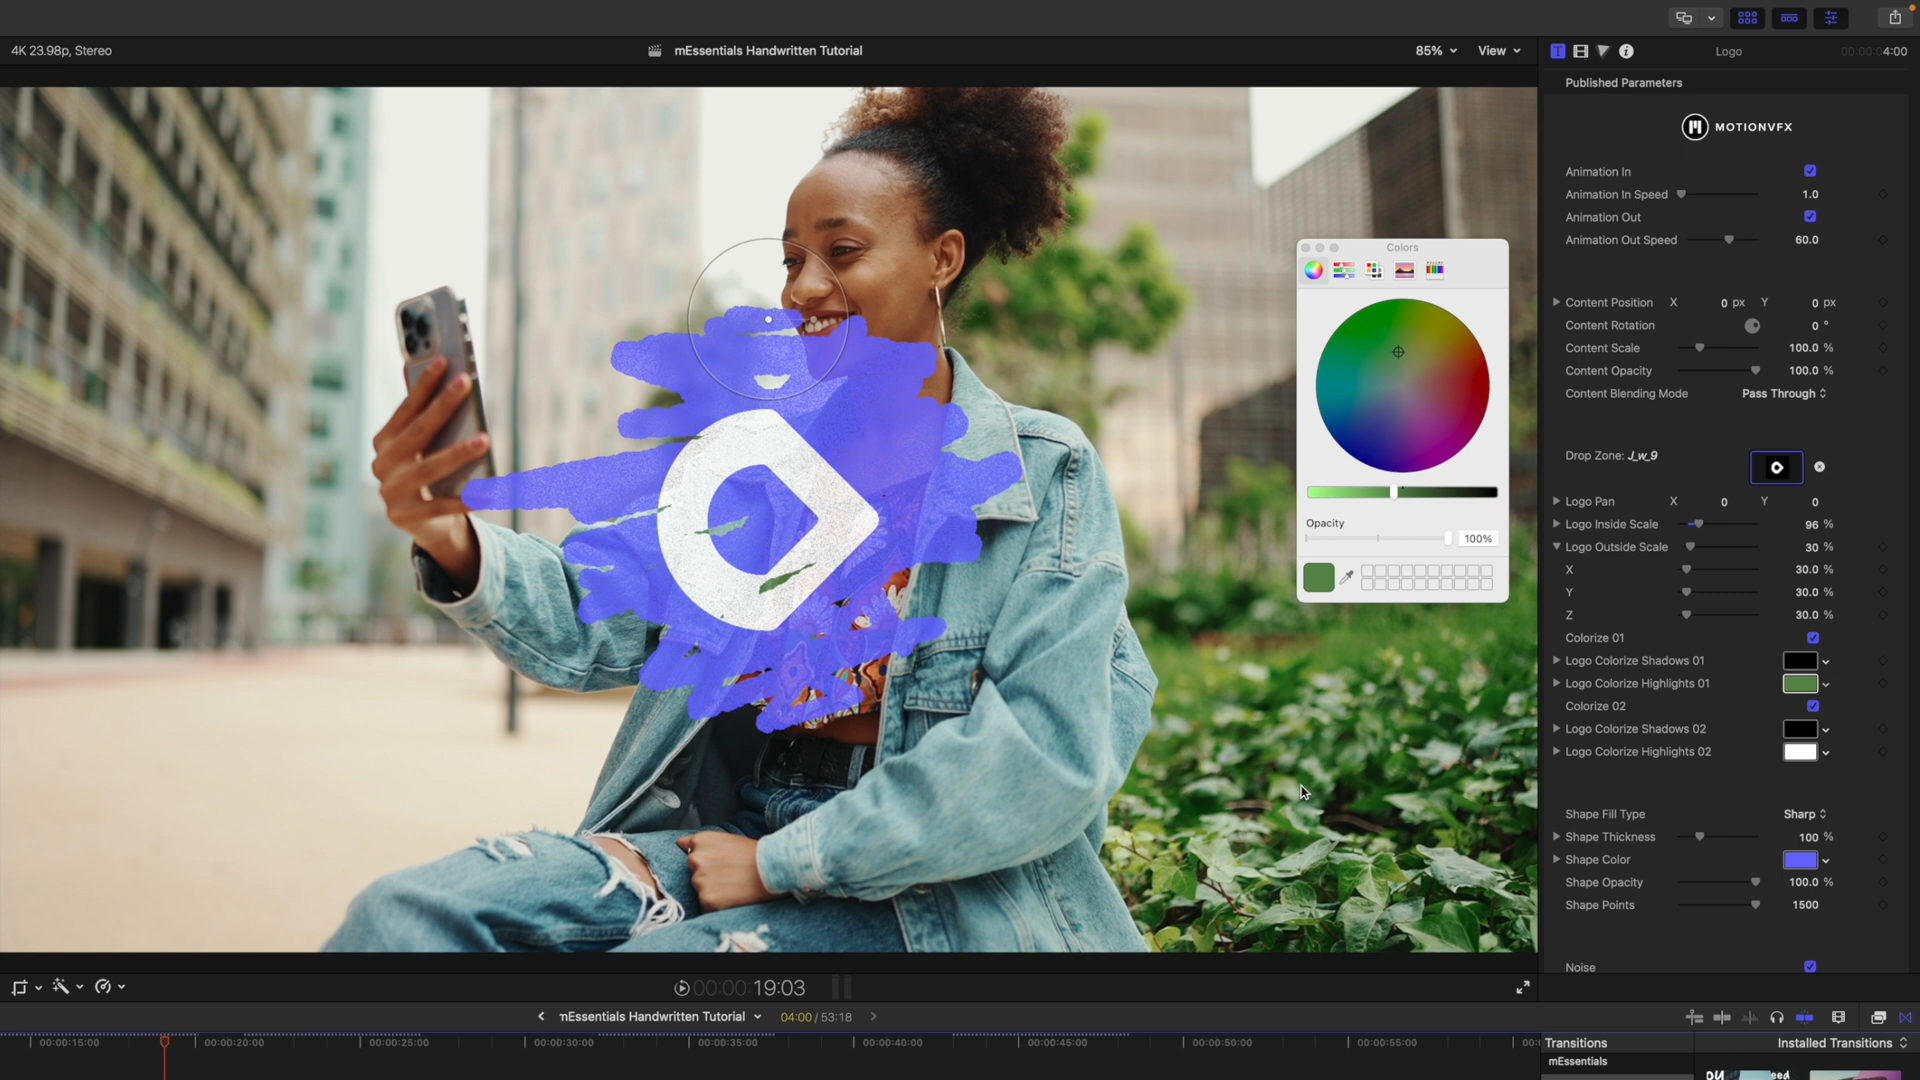 4K 23.98p, Stereo
mEssentials Handwritten Tutorial
85%
View
Logo
00:00:04:00
Published Parameters
MOTIONVFX
Animation In
Animation In Speed 1.0
Animation Out
Animation Out Speed 60.0
Content Position X 0 px Y 0 px
Content Rotation 0 °
Content Scale 100.0 %
Content Opacity 100.0 %
Content Blending Mode Pass Through
Drop Zone: J_w_9
Logo Pan X 0 Y 0
Logo Inside Scale 96 %
Logo Outside Scale 30 %
X 30.0 %
Y 30.0 %
Z 30.0 %
Colorize 01
Logo Colorize Shadows 01
Logo Colorize Highlights 01
Colorize 02
Logo Colorize Shadows 02
Logo Colorize Highlights 02
Shape Fill Type Sharp
Shape Thickness 100 %
Shape Color
Shape Opacity 100.0 %
Shape Points 1500
Noise
Colors
Opacity
100%
00:00:19:03
mEssentials Handwritten Tutorial
04:00 / 53:18
00:00:15:00
00:00:20:00
00:00:25:00
00:00:30:00
00:00:35:00
00:00:40:00
00:00:45:00
00:00:50:00
00:00:55:00
Transitions
Installed Transitions
mEssentials